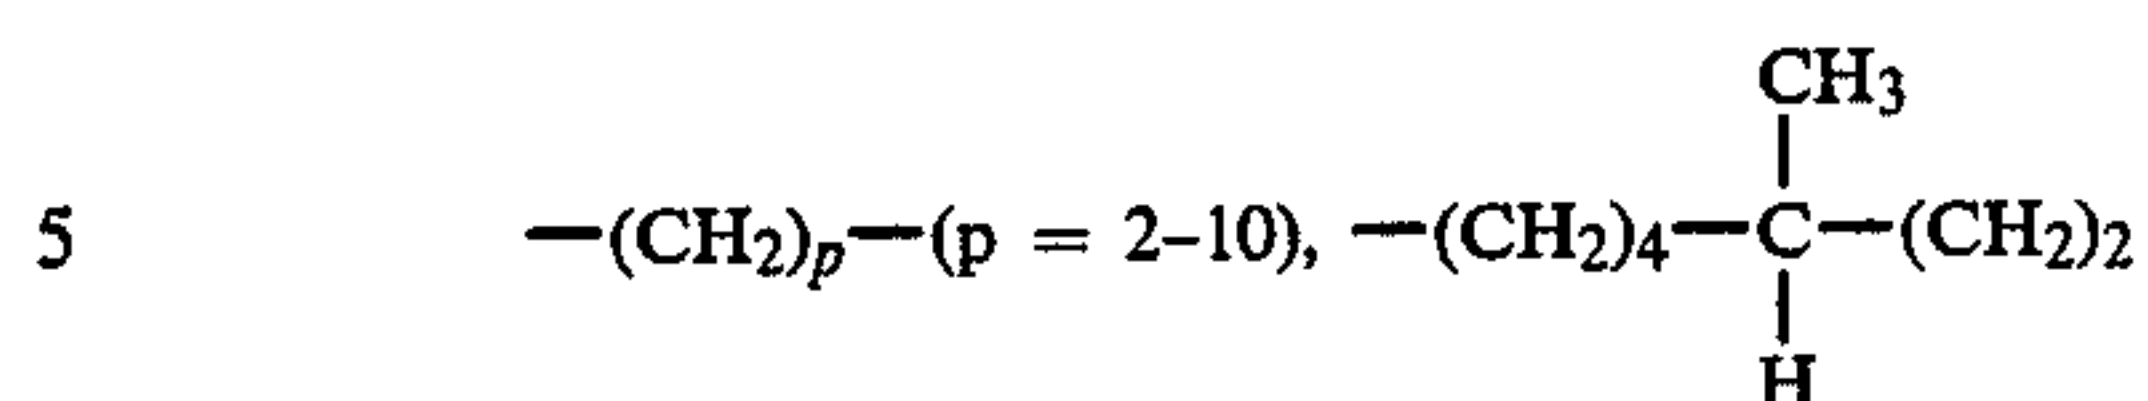 CH₃
5 —(CH₂)ₚ—(p = 2–10), —(CH₂)₄—C—(CH₂)₂
H